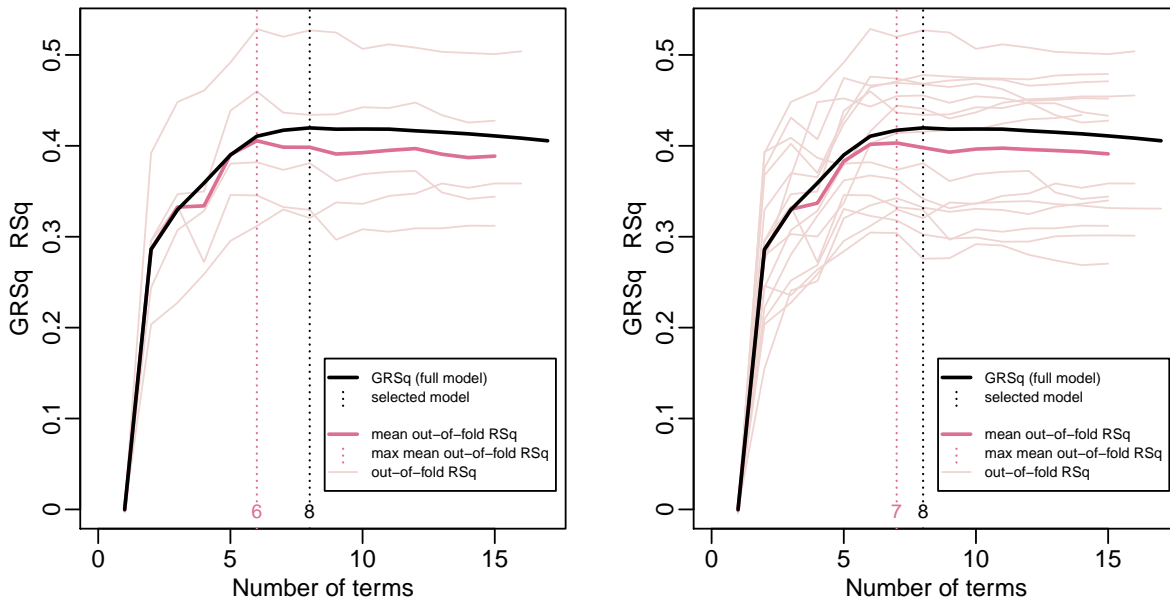 0.5
0.4
0.3
0.2
0.1
0
GRSq RSq
GRSq (full model)
selected model
mean out−of−fold RSq
max mean out−of−fold RSq
out−of−fold RSq
6
8
0
5
10
15
Number of terms
0.5
0.4
0.3
0.2
0.1
0
GRSq RSq
GRSq (full model)
selected model
mean out−of−fold RSq
max mean out−of−fold RSq
out−of−fold RSq
7
8
0
5
10
15
Number of terms